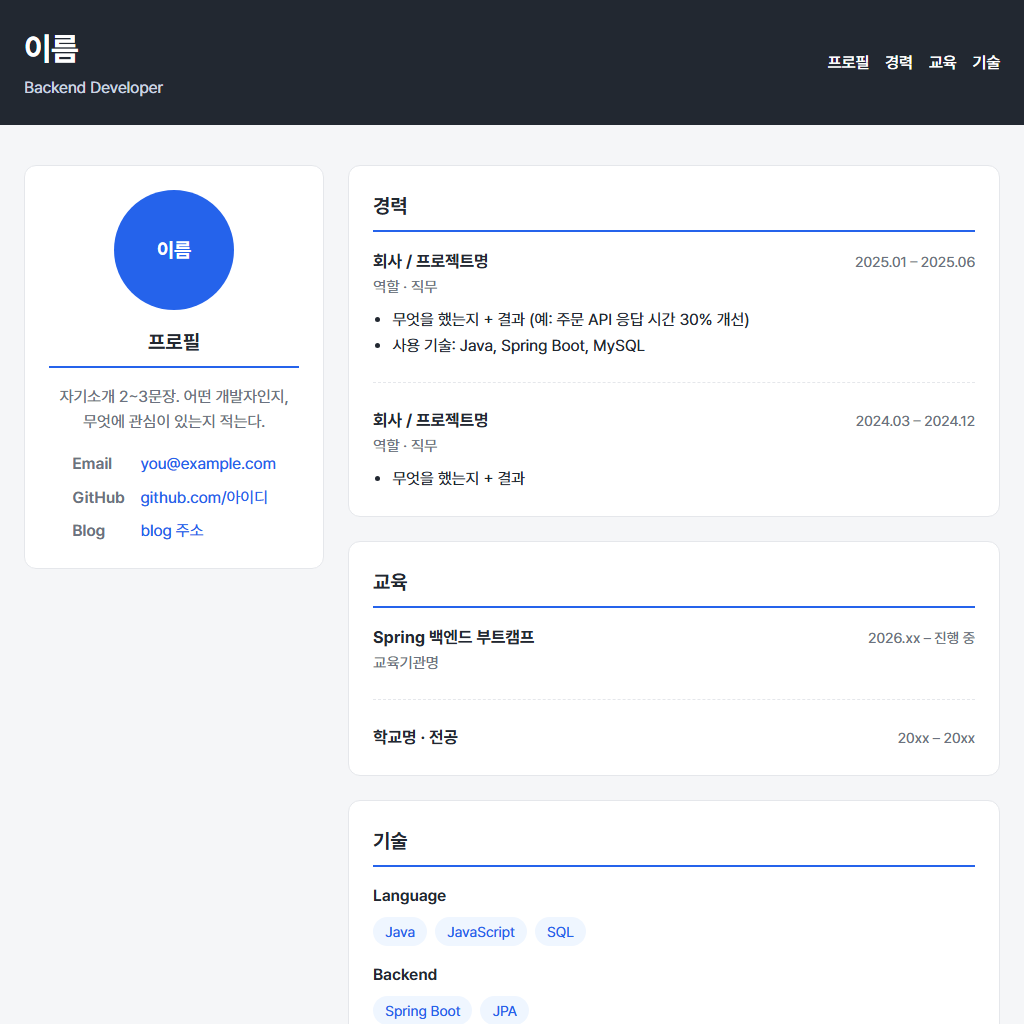 이름
Backend Developer
프로필 경력 교육 기술
이름
프로필
자기소개 2~3문장. 어떤 개발자인지,
무엇에 관심이 있는지 적는다.
Email you@example.com
GitHub github.com/아이디
Blog blog 주소
경력
회사 / 프로젝트명 2025.01 – 2025.06
역할 · 직무
• 무엇을 했는지 + 결과 (예: 주문 API 응답 시간 30% 개선)
• 사용 기술: Java, Spring Boot, MySQL
회사 / 프로젝트명 2024.03 – 2024.12
역할 · 직무
• 무엇을 했는지 + 결과
교육
Spring 백엔드 부트캠프 2026.xx – 진행 중
교육기관명
학교명 · 전공 20xx – 20xx
기술
Language
Java JavaScript SQL
Backend
Spring Boot JPA